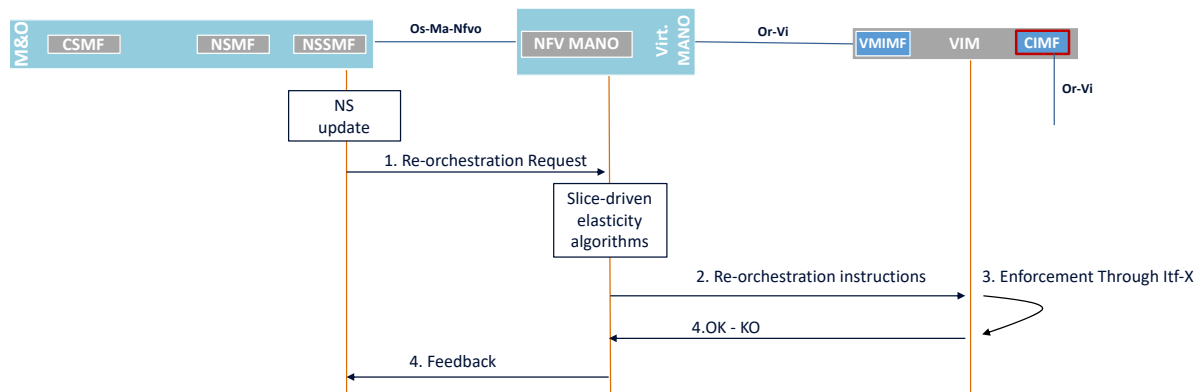 M&O
CSMF
NSMF
NSSMF
Os-Ma-Nfvo
NFV MANO
Virt.
MANO
Or-Vi
VMIMF
VIM
CIMF
Or-Vi
NS
update
1. Re-orchestration Request
Slice-driven
elasticity
algorithms
2. Re-orchestration instructions
3. Enforcement Through Itf-X
4.OK - KO
4. Feedback